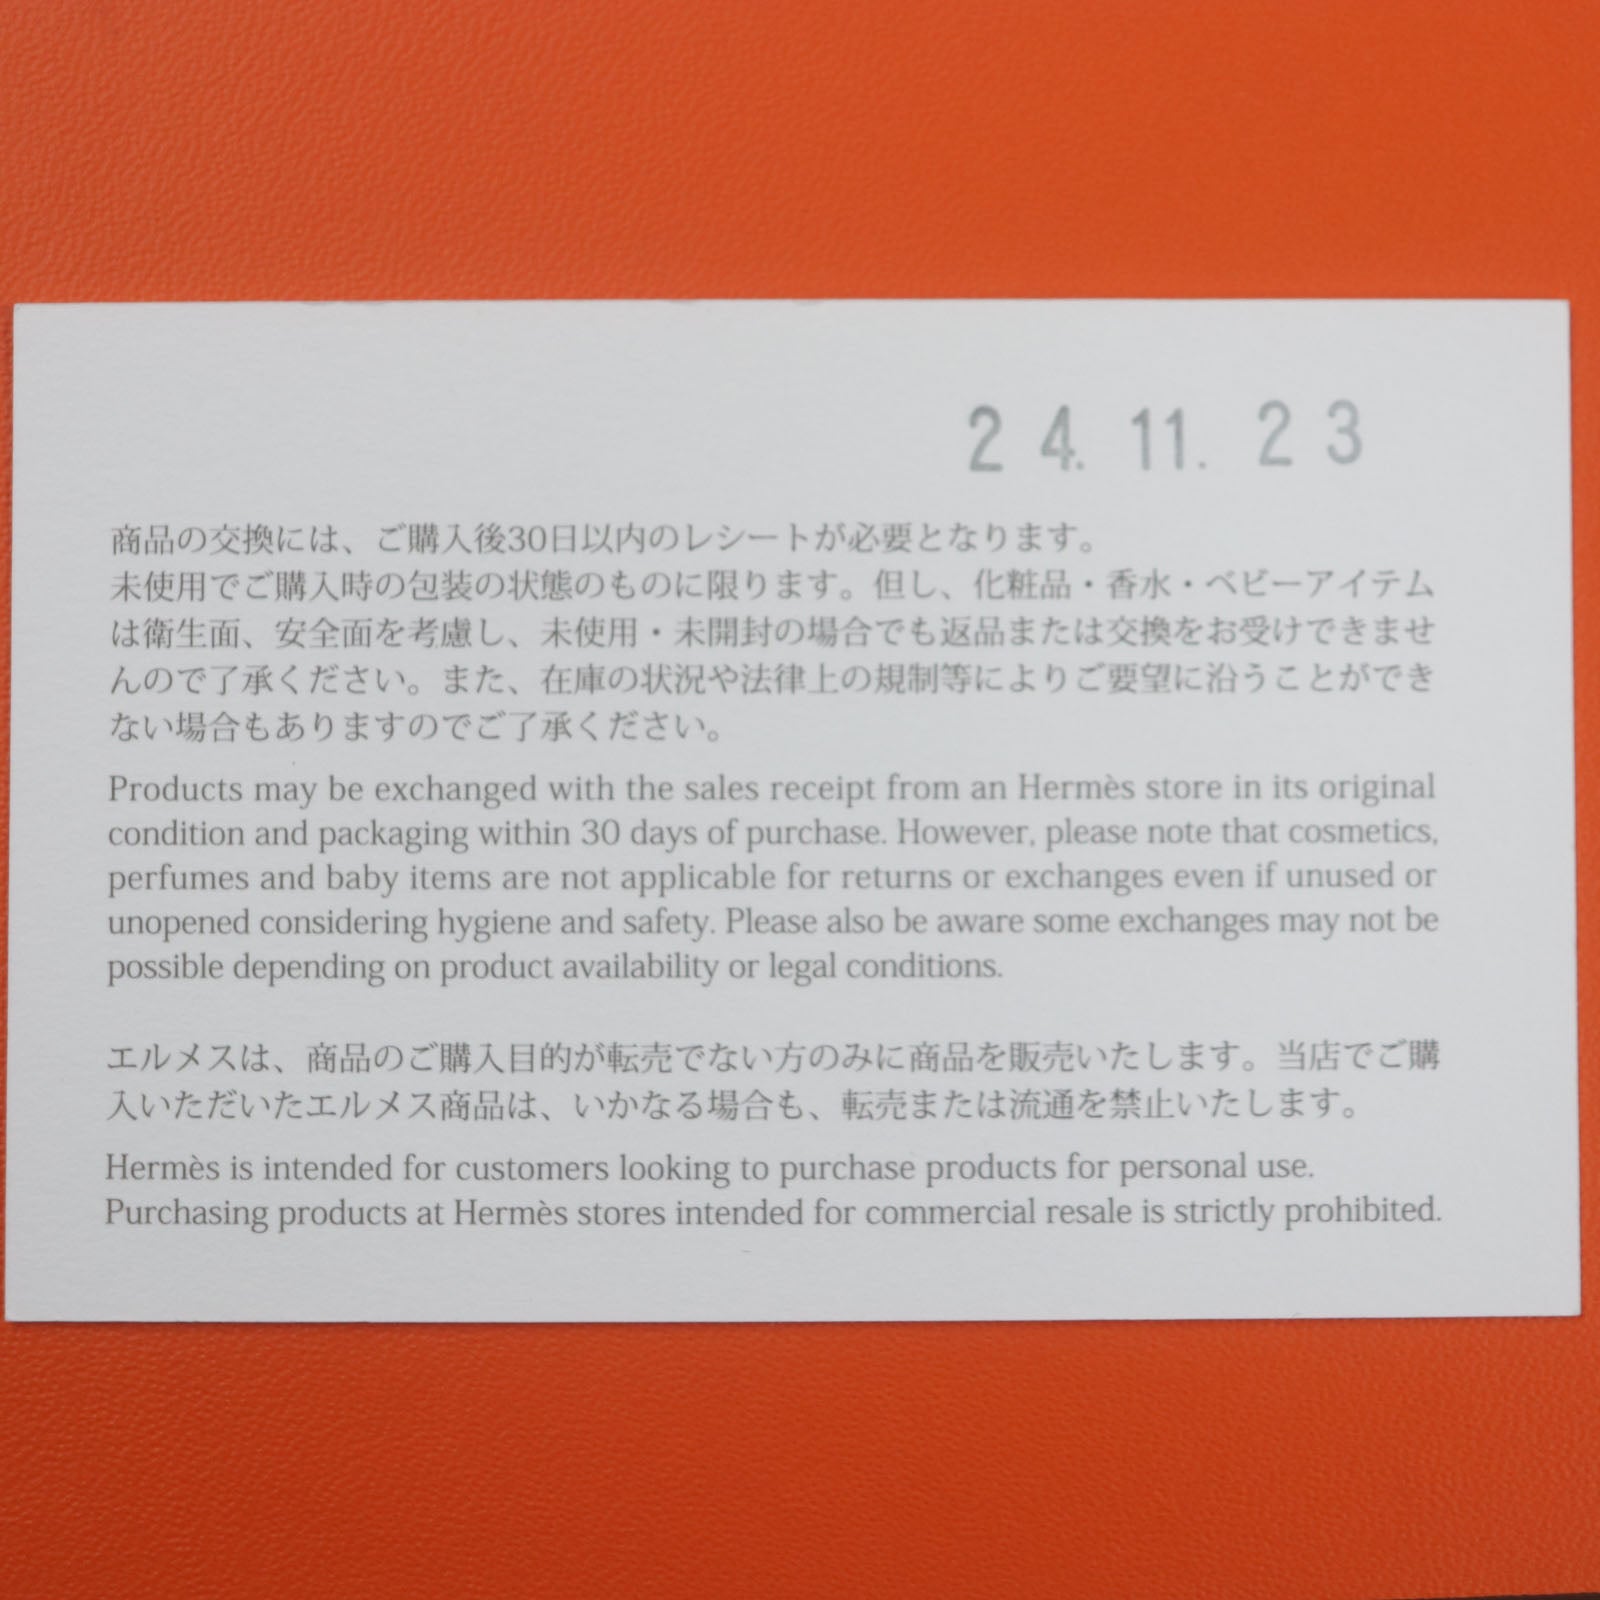 24.11.23
商品の交換には、ご購入後30日以内のレシートが必要となります。
未使用でご購入時の包装の状態のものに限ります。但し、化粧品・香水・ベビーアイテム
は衛生面、安全面を考慮し、未使用・未開封の場合でも返品または交換をお受けできませ
んので了承ください。また、在庫の状況や法律上の規制等によりご要望に沿うことができ
ない場合もありますのでご了承ください。
Products may be exchanged with the sales receipt from an Hermès store in its original
condition and packaging within 30 days of purchase. However, please note that cosmetics,
perfumes and baby items are not applicable for returns or exchanges even if unused or
unopened considering hygiene and safety. Please also be aware some exchanges may not be
possible depending on product availability or legal conditions.
エルメスは、商品のご購入目的が転売でない方のみに商品を販売いたします。当店でご購
入いただいたエルメス商品は、いかなる場合も、転売または流通を禁止いたします。
Hermès is intended for customers looking to purchase products for personal use.
Purchasing products at Hermès stores intended for commercial resale is strictly prohibited.